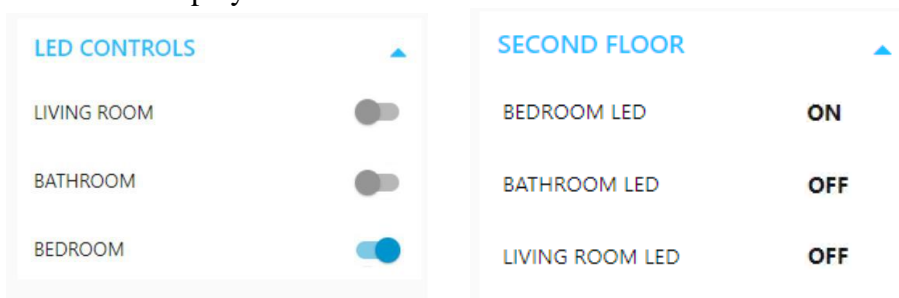 LED CONTROLS
LIVING ROOM
BATHROOM
BEDROOM
SECOND FLOOR
BEDROOM LED ON
BATHROOM LED OFF
LIVING ROOM LED OFF